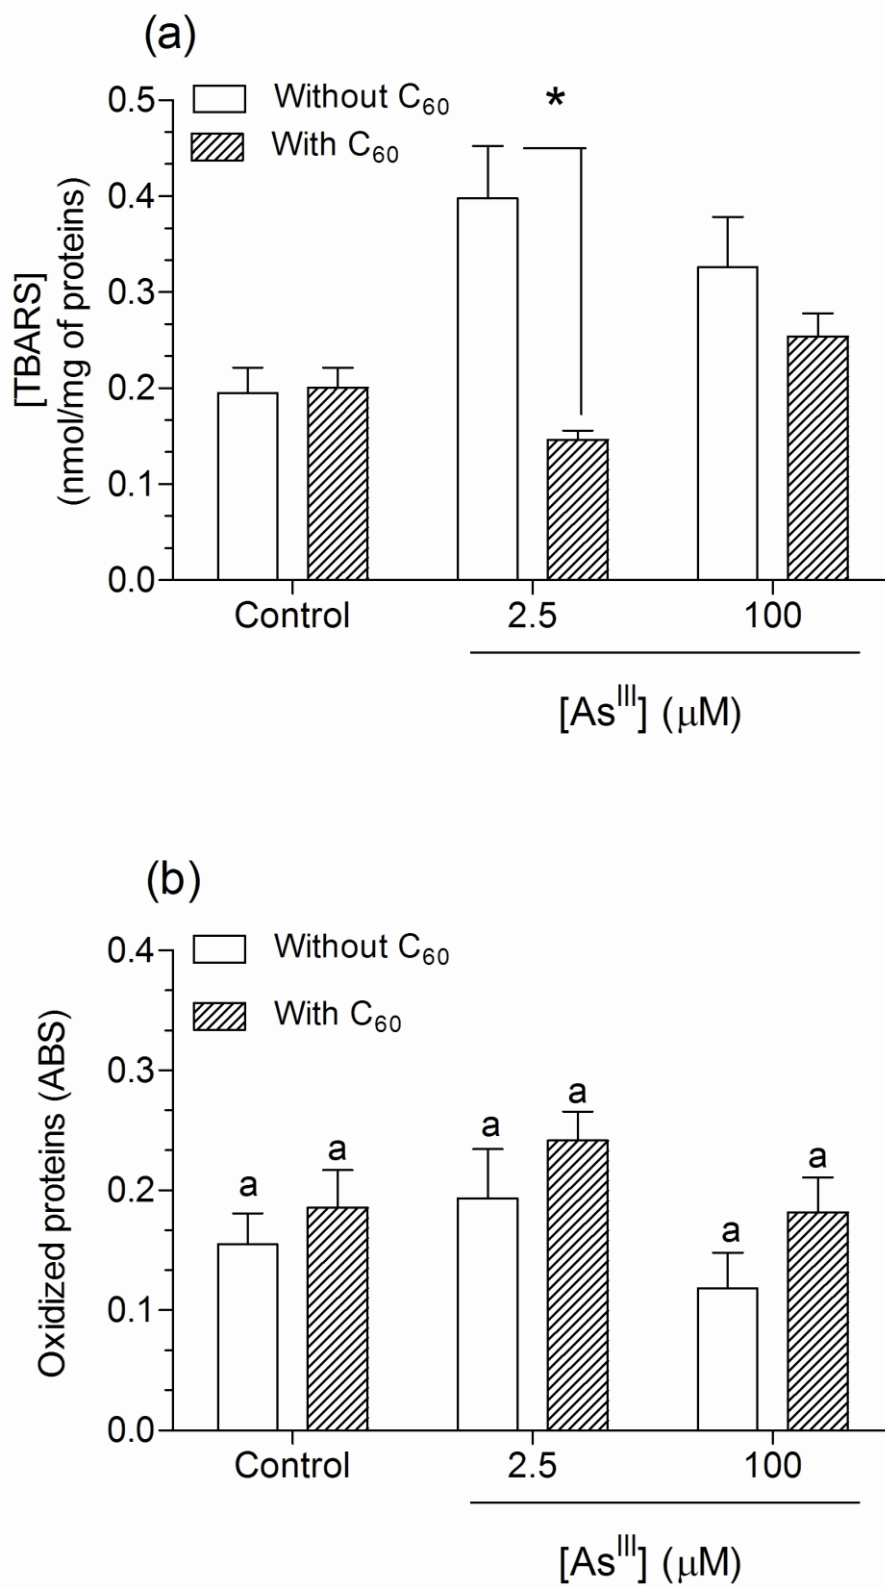 (a)
Without C60
With C60
*
[TBARS]
(nmol/mg of proteins)
0.5
0.4
0.3
0.2
0.1
0.0
Control 2.5 100
[AsIII] (μM)
(b)
Without C60
With C60
Oxidized proteins (ABS)
0.4
0.3
0.2
0.1
0.0
a a a a a a
Control 2.5 100
[AsIII] (μM)